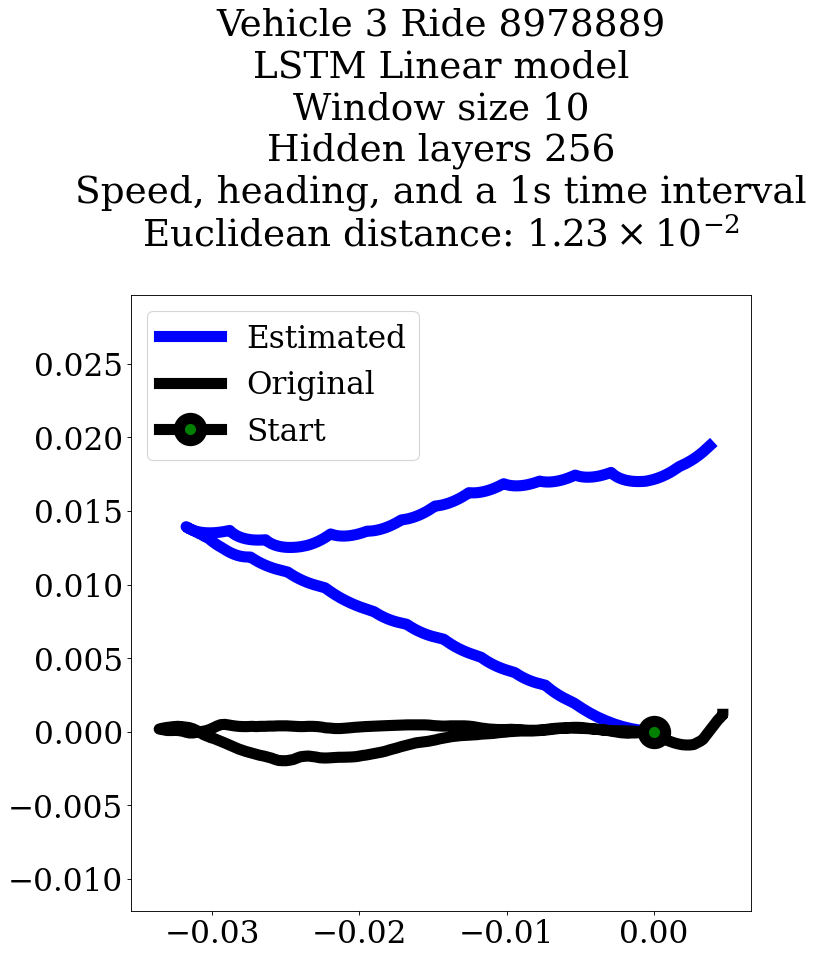 Vehicle 3 Ride 8978889
LSTM Linear model
Window size 10
Hidden layers 256
Speed, heading, and a 1s time interval
Euclidean distance: 1.23 × 10⁻²
Estimated
Original
Start
0.025
0.020
0.015
0.010
0.005
0.000
−0.005
−0.010
−0.03 −0.02 −0.01 0.00